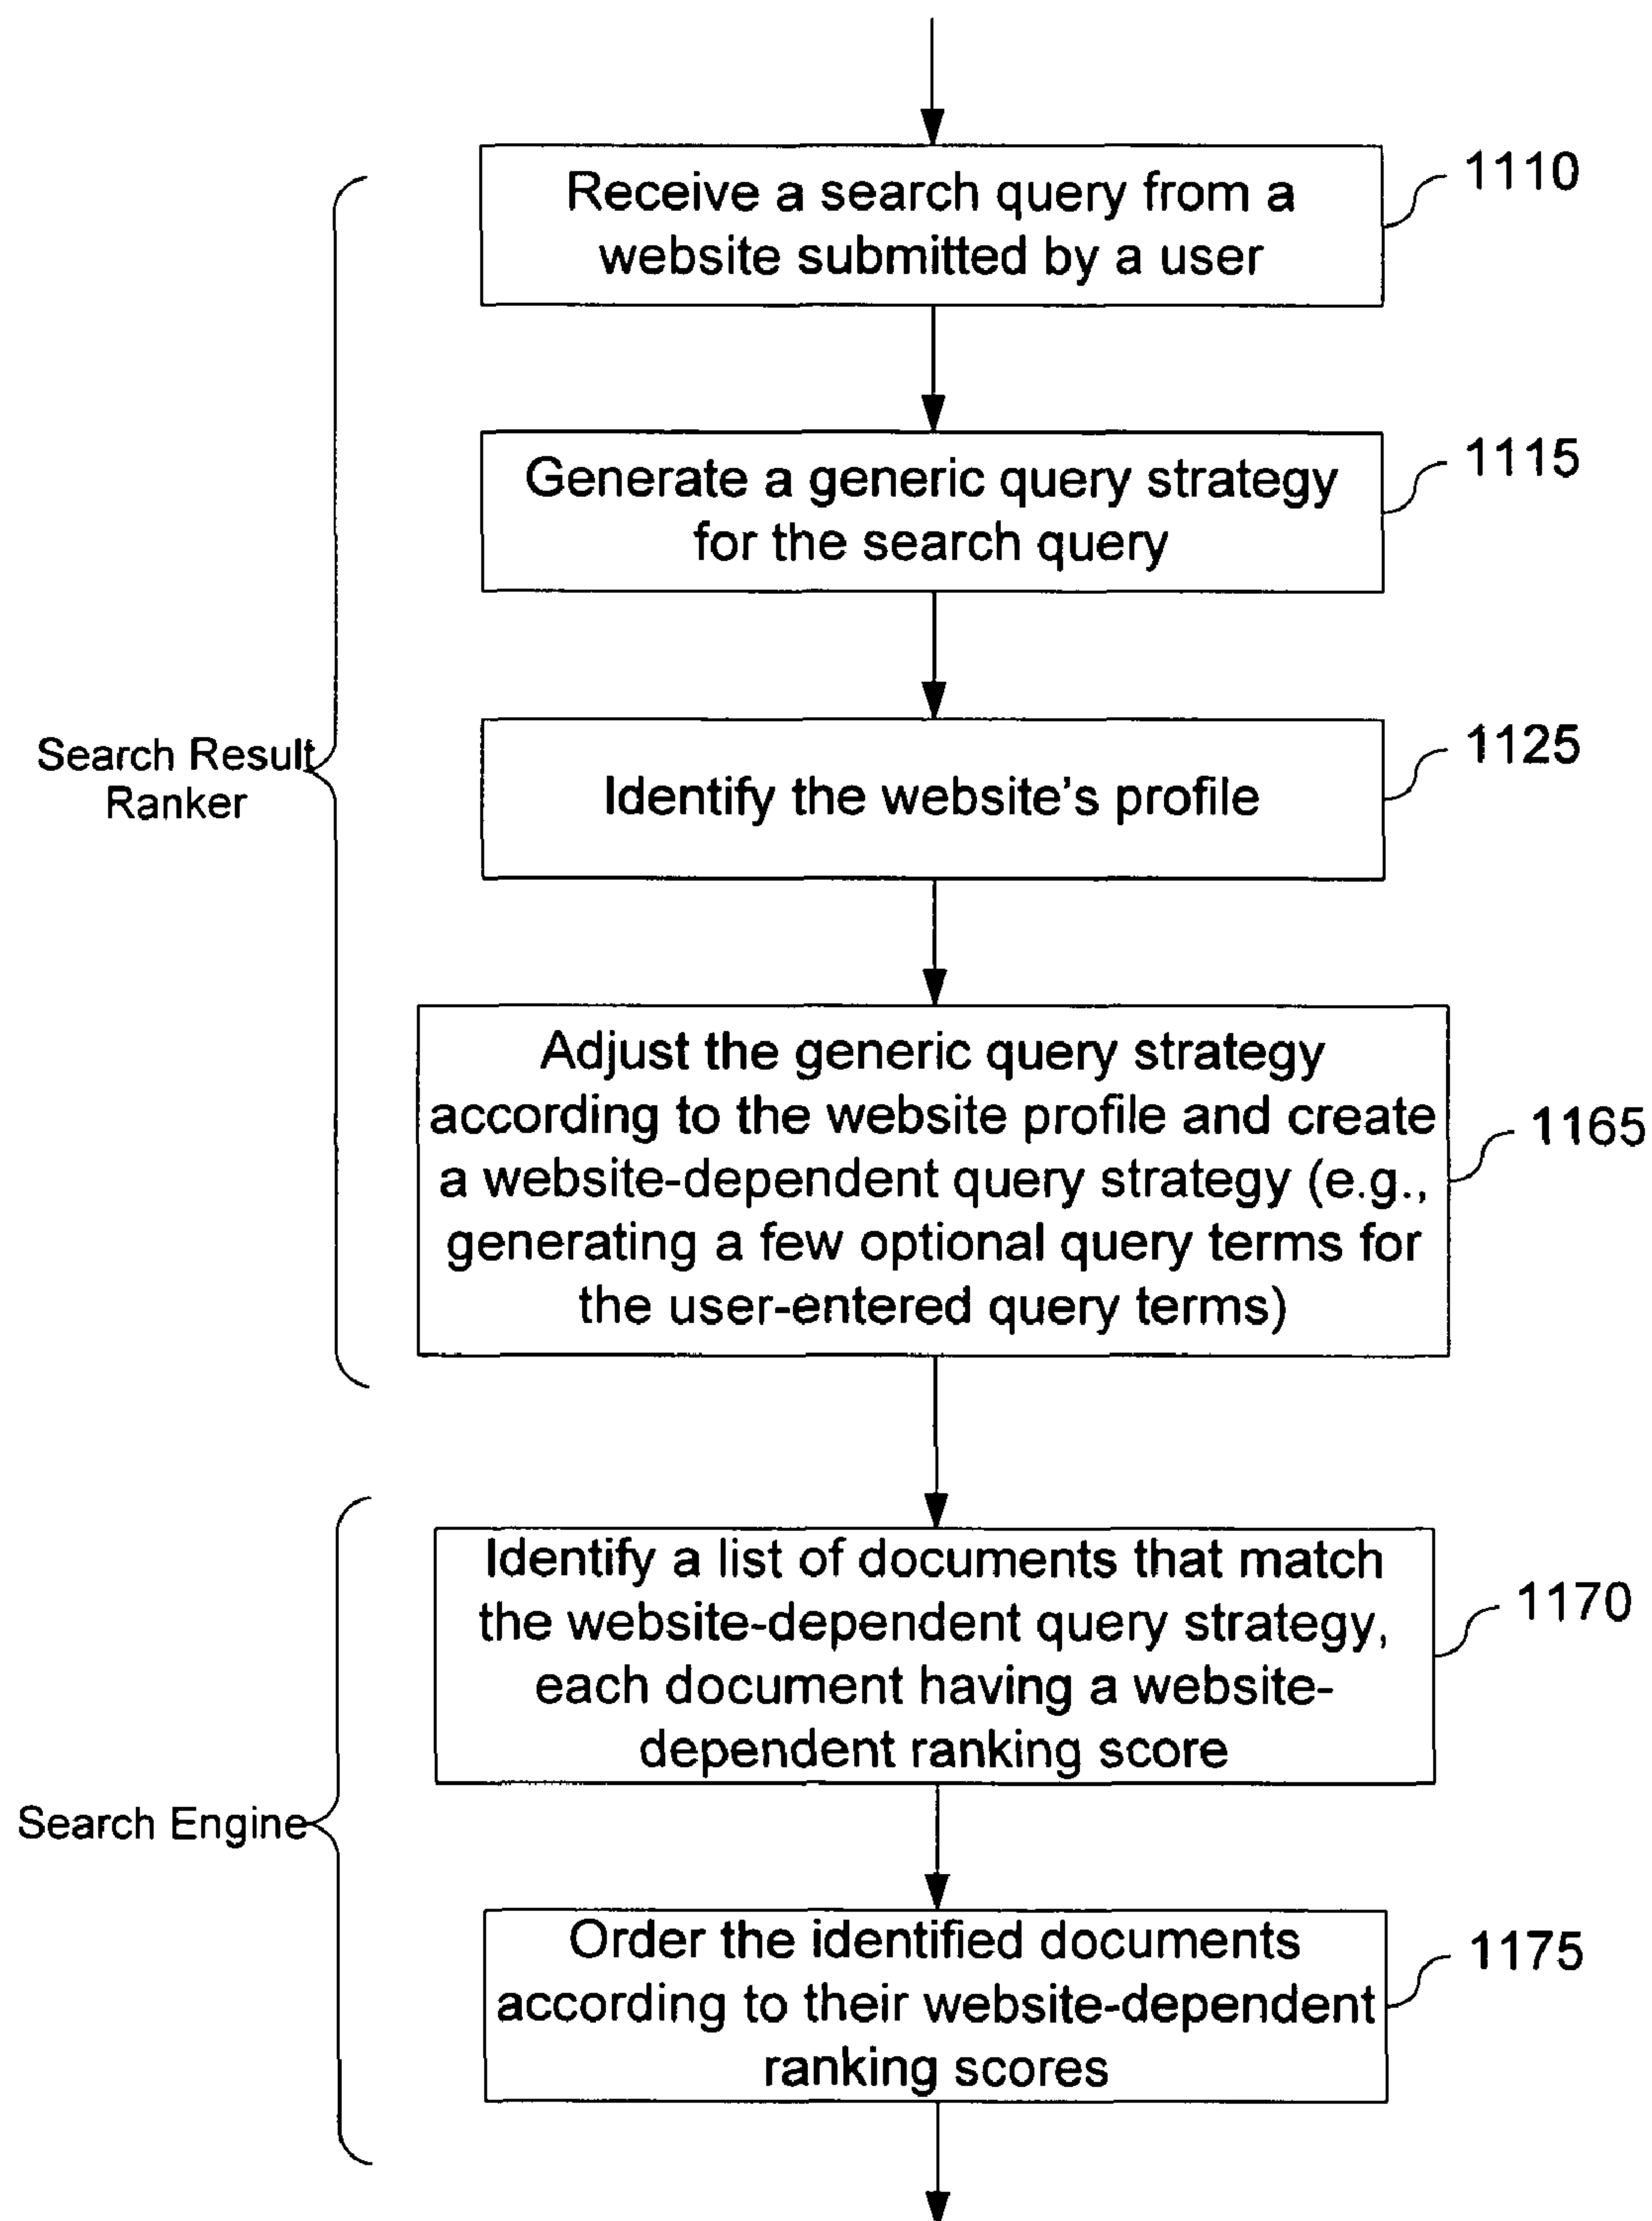 Receive a search query from a
website submitted by a user
1110
Generate a generic query strategy
for the search query
1115
Search Result
Ranker
Identify the website’s profile
1125
Adjust the generic query strategy
according to the website profile and create
a website-dependent query strategy (e.g.,
generating a few optional query terms for
the user-entered query terms)
1165
Identify a list of documents that match
the website-dependent query strategy,
each document having a website-
dependent ranking score
1170
Search Engine
Order the identified documents
according to their website-dependent
ranking scores
1175